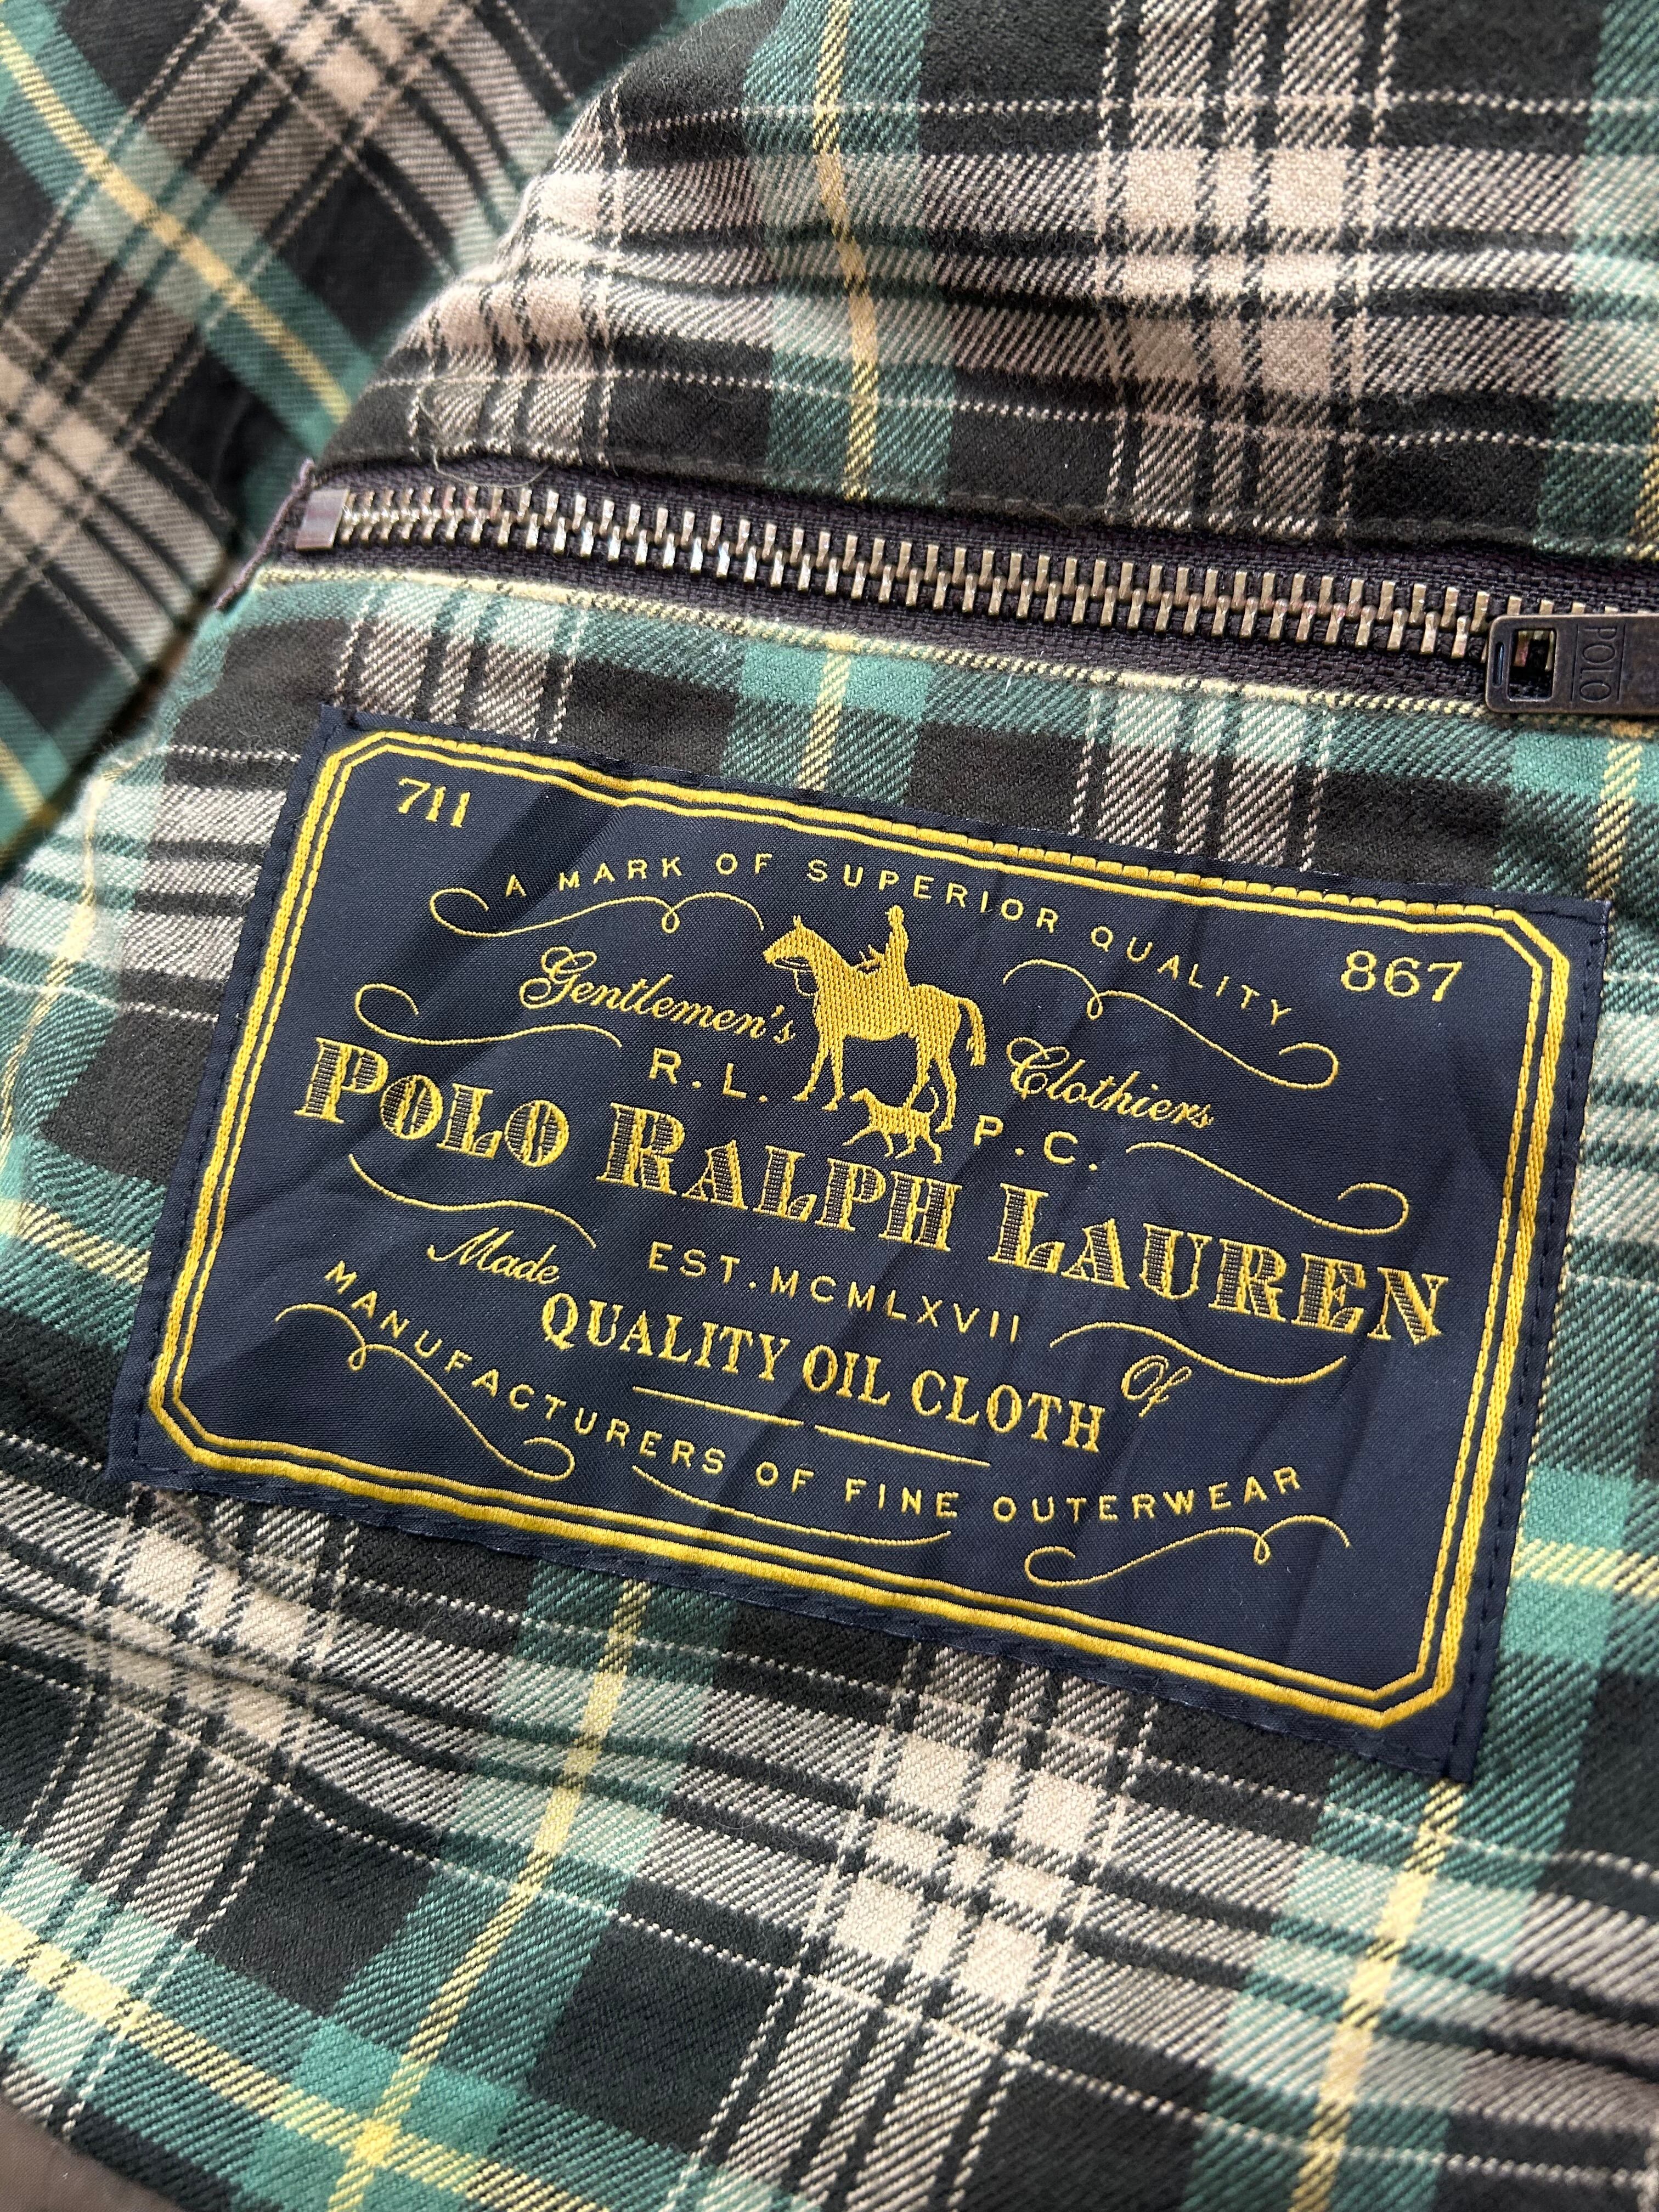 POLO
711
A MARK OF SUPERIOR QUALITY
867
Gentlemen's Clothiers
R. L. P. C.
POLO RALPH LAUREN
EST. MCMLXVII
Made QUALITY OIL CLOTH Of
MANUFACTURERS OF FINE OUTERWEAR